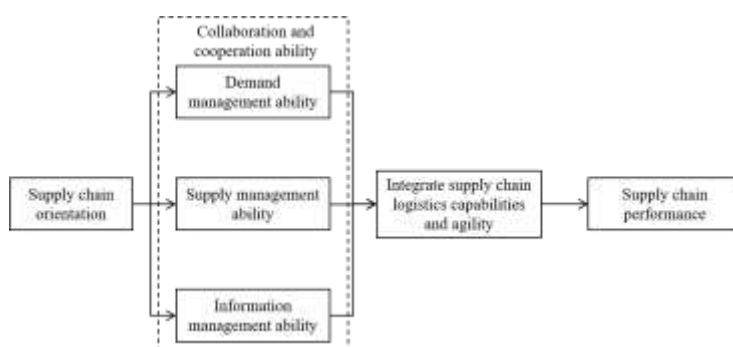 Collaboration and
cooperation ability
Demand
management ability
Supply chain
orientation
Supply management
ability
Integrate supply chain
logistics capabilities
and agility
Supply chain
performance
Information
management ability